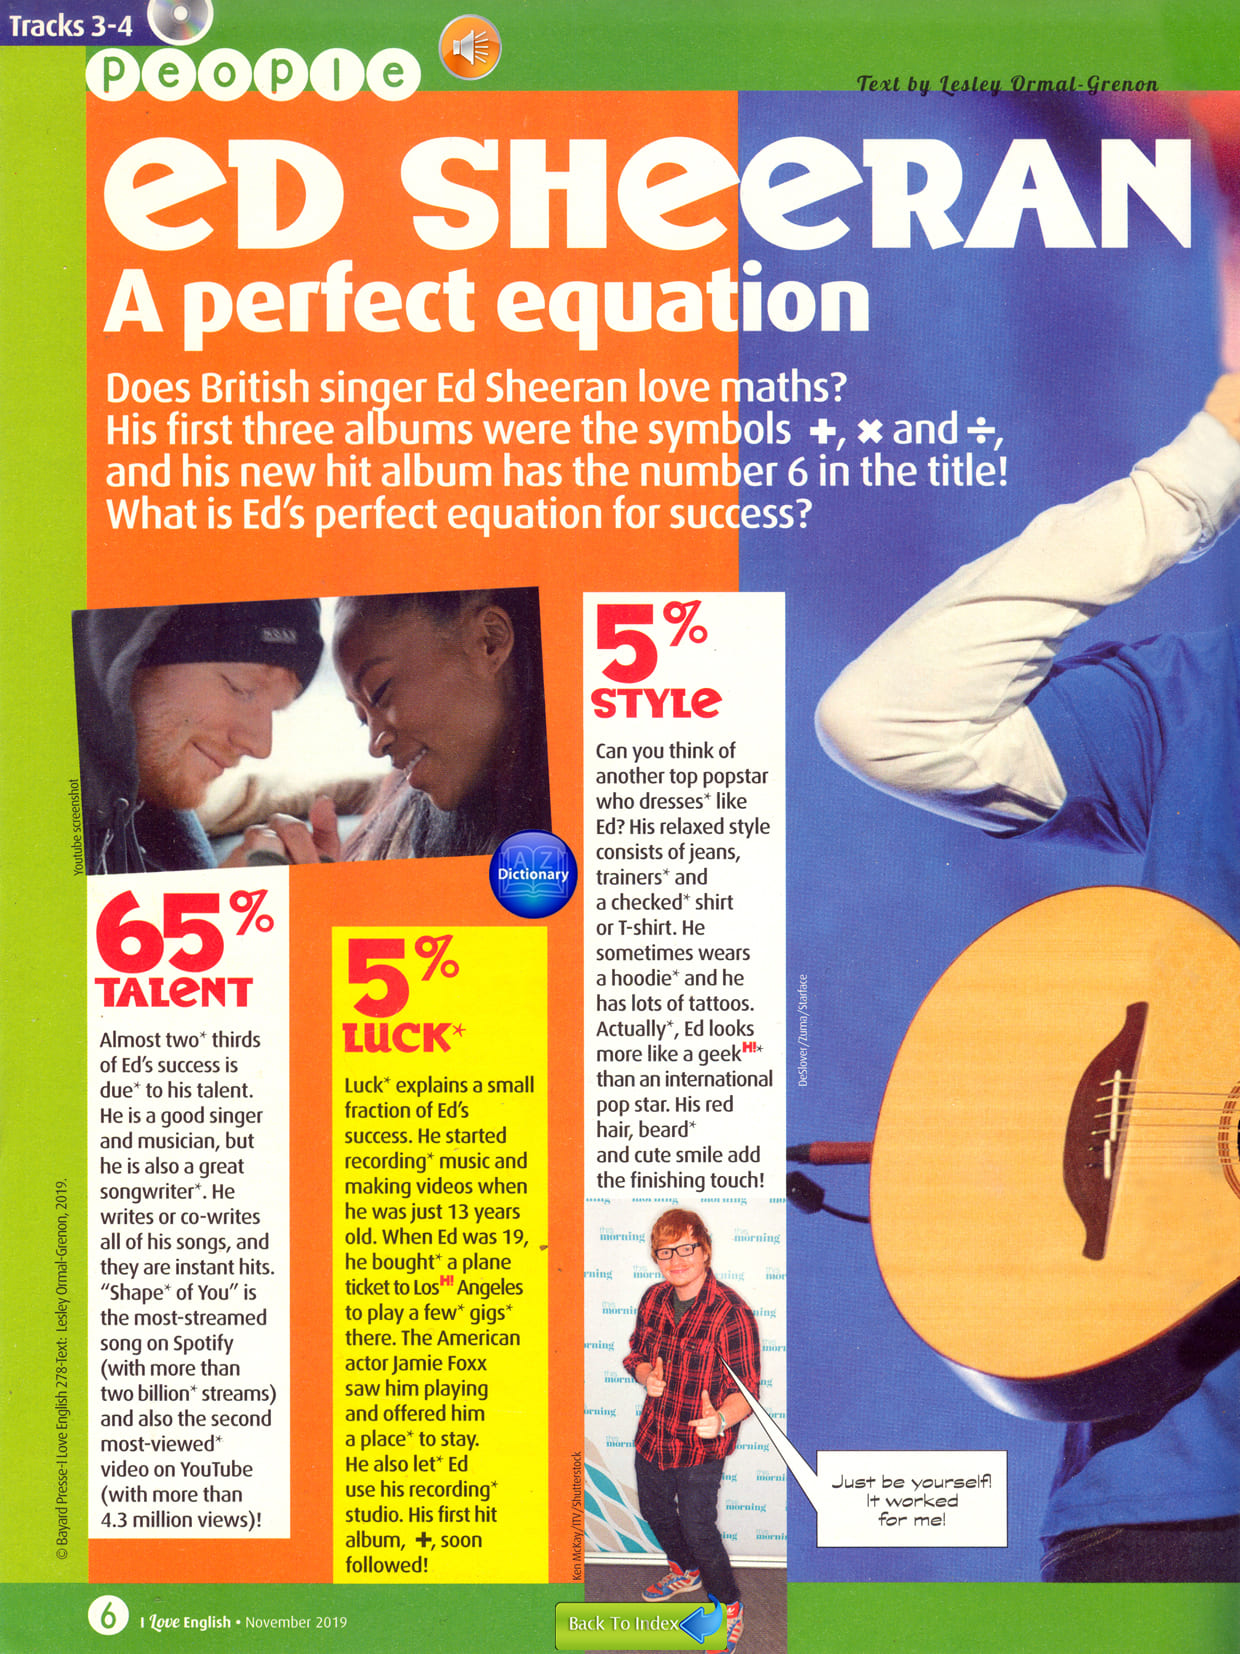 Tracks 3-4
People
Text by Lesley Ormal-Grenon
ED SHEERAN
A perfect equation
Does British singer Ed Sheeran love maths?
His first three albums were the symbols +, × and ÷,
and his new hit album has the number 6 in the title!
What is Ed's perfect equation for success?
Youtube screenshot
Dictionary
65%
TALENT
Almost two* thirds
of Ed's success is
due* to his talent.
He is a good singer
and musician, but
he is also a great
songwriter*. He
writes or co-writes
all of his songs, and
they are instant hits.
“Shape* of You” is
the most-streamed
song on Spotify
(with more than
two billion* streams)
and also the second
most-viewed*
video on YouTube
(with more than
4.3 million views)!
5%
LUCK*
Luck* explains a small
fraction of Ed's
success. He started
recording* music and
making videos when
he was just 13 years
old. When Ed was 19,
he bought* a plane
ticket to Los H! Angeles
to play a few* gigs*
there. The American
actor Jamie Foxx
saw him playing
and offered him
a place* to stay.
He also let* Ed
use his recording*
studio. His first hit
album, +, soon
followed!
5%
STYLE
Can you think of
another top popstar
who dresses* like
Ed? His relaxed style
consists of jeans,
trainers* and
a checked* shirt
or T-shirt. He
sometimes wears
a hoodie* and he
has lots of tattoos.
Actually*, Ed looks
more like a geek H!*
than an international
pop star. His red
hair, beard*
and cute smile add
the finishing touch!
this morning
DeSlover/Zuma/Starface
Ken McKay/ITV/Shutterstock
Just be yourself!
It worked
for me!
© Bayard Presse-I Love English 278-Text: Lesley Ormal-Grenon, 2019.
6
I Love English • November 2019
Back To Index